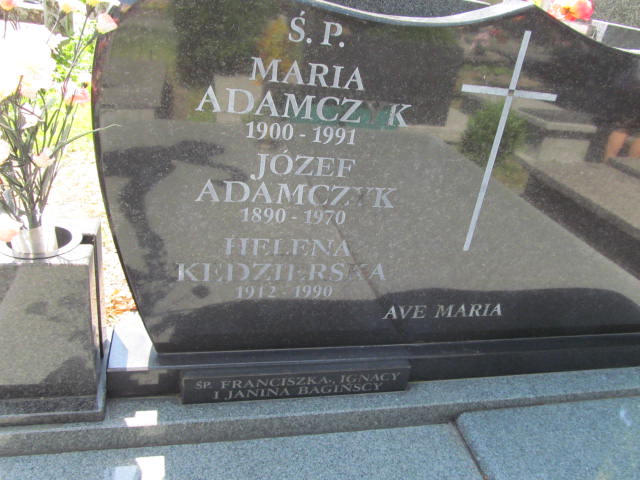 Ś. P.
MARIA
ADAMCZYK
1900 - 1991
JÓZEF
ADAMCZYK
1890 - 1970
HELENA
KĘDZIERSKA
1912 - 1990
AVE MARIA
ŚP. FRANCISZKA, IGNACY
I JANINA BAGIŃSCY